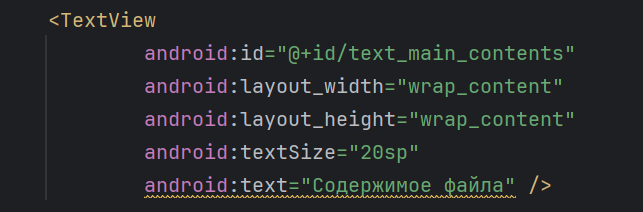 <TextView
android:id="@+id/text_main_contents"
android:layout_width="wrap_content"
android:layout_height="wrap_content"
android:textSize="20sp"
android:text="Содержимое файла" />